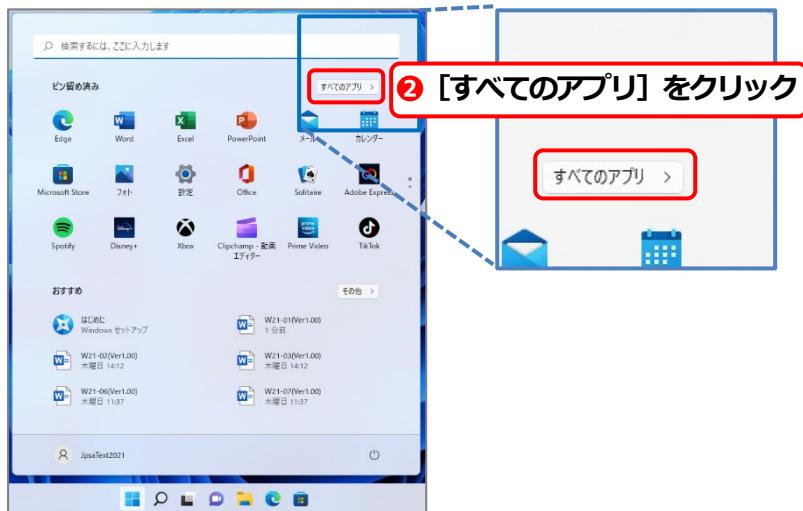 検索するには、ここに入力します
ピン留め済み
すべてのアプリ >
❷ [すべてのアプリ] をクリック
Edge
Word
Excel
PowerPoint
メール
カレンダー
すべてのアプリ >
Microsoft Store
フォト
設定
Office
Solitaire
Adobe Express
Spotify
Disney+
Xbox
Clipchamp - 動画
エディター
Prime Video
TikTok
おすすめ
その他 >
はじめに
Windows セットアップ
W21-01(Ver1.00)
1 分前
W21-02(Ver1.00)
木曜日 14:12
W21-03(Ver1.00)
木曜日 14:12
W21-06(Ver1.00)
木曜日 11:37
W21-07(Ver1.00)
木曜日 11:37
JpsaText2021